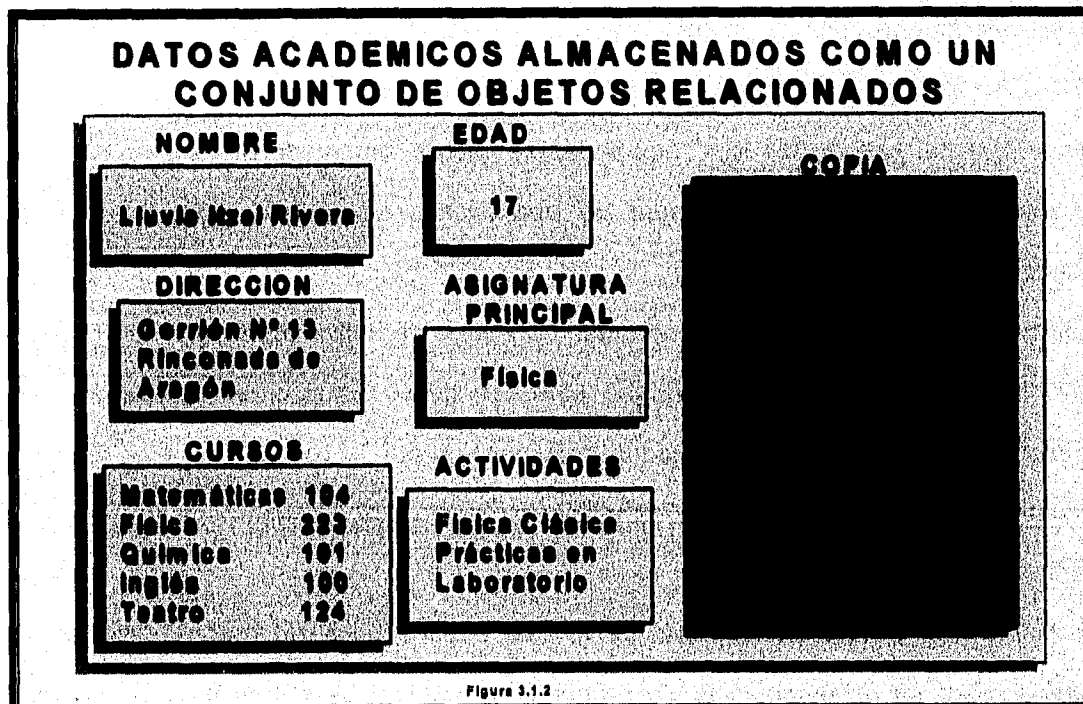 DATOS ACADEMICOS ALMACENADOS COMO UN
CONJUNTO DE OBJETOS RELACIONADOS
NOMBRE
Lluvia Itzel Rivera
EDAD
17
COPIA
DIRECCION
Gorrión Nº 13
Rinconada de
Aragón
ASIGNATURA
PRINCIPAL
Física
CURSOS
Matemáticas 104
Física 223
Química 101
Inglés 100
Teatro 124
ACTIVIDADES
Física Clásica
Prácticas en
Laboratorio
Figura 3.1.2